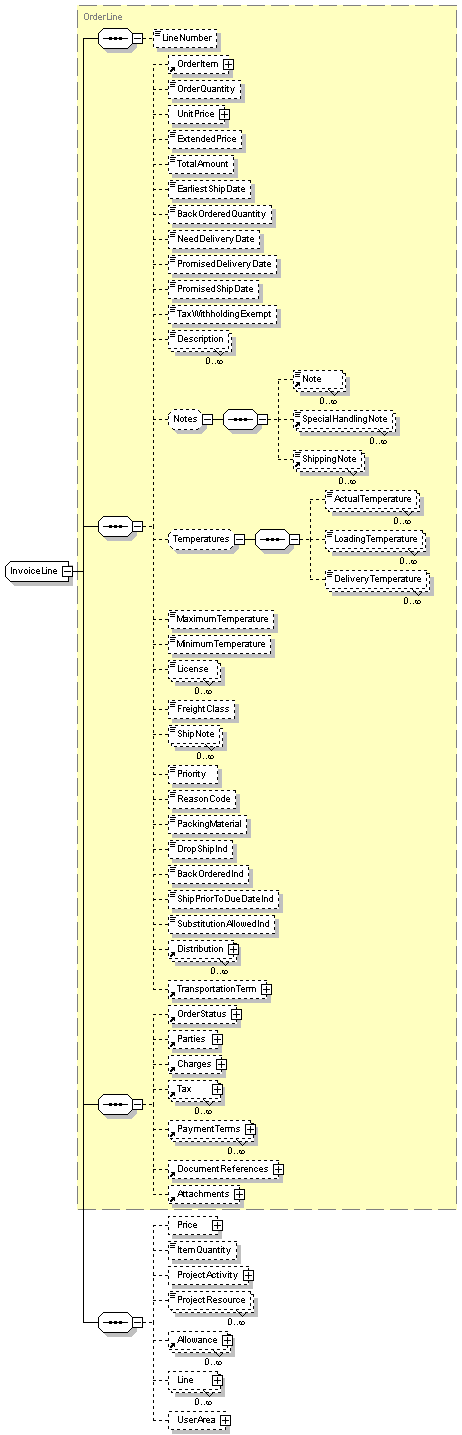 OrderLine
LineNumber
OrderItem
OrderQuantity
UnitPrice
ExtendedPrice
TotalAmount
EarliestShipDate
BackOrderedQuantity
NeedDeliveryDate
PromisedDeliveryDate
PromisedShipDate
TaxWithholdingExempt
Description
0..∞
Notes
Note
0..∞
SpecialHandlingNote
0..∞
ShippingNote
0..∞
Temperatures
ActualTemperature
0..∞
LoadingTemperature
0..∞
DeliveryTemperature
0..∞
InvoiceLine
MaximumTemperature
MinimumTemperature
License
0..∞
FreightClass
ShipNote
0..∞
Priority
ReasonCode
PackingMaterial
DropShipInd
BackOrderedInd
ShipPriorToDueDateInd
SubstitutionAllowedInd
Distribution
0..∞
TransportationTerm
OrderStatus
Parties
Charges
Tax
0..∞
PaymentTerms
0..∞
DocumentReferences
Attachments
Price
ItemQuantity
ProjectActivity
ProjectResource
0..∞
Allowance
0..∞
Line
0..∞
UserArea